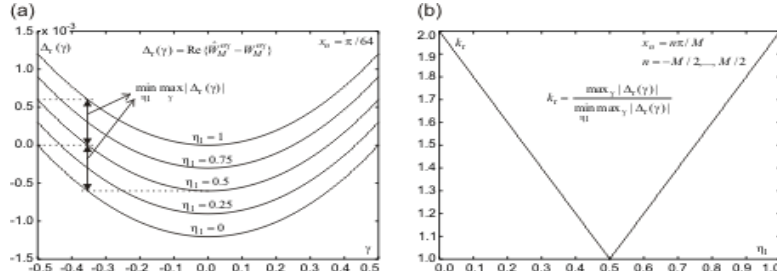 (a)
1.5 ×10⁻³
Δr(γ)
Δr(γ) = Re{Ŵ_M^{αγ} − W_M^{αγ}}
xα = π/64
1.0
min max |Δr(γ)|
η1 γ
0.5
η1 = 1
0.0
η1 = 0.75
η1 = 0.5
-0.5
η1 = 0.25
-1.0
η1 = 0
γ
-1.5
-0.5 -0.4 -0.3 -0.2 -0.1 0.0 0.1 0.2 0.3 0.4 0.5
(b)
2.0
kr
xα = nπ/M
1.9
n = −M/2,..., M/2
1.8
1.7
kr = maxγ |Δr(γ)| / min max |Δr(γ)|
η1 γ
1.6
1.5
1.4
1.3
1.2
1.1
1.0
η1
0.0 0.1 0.2 0.3 0.4 0.5 0.6 0.7 0.8 0.9 1.0